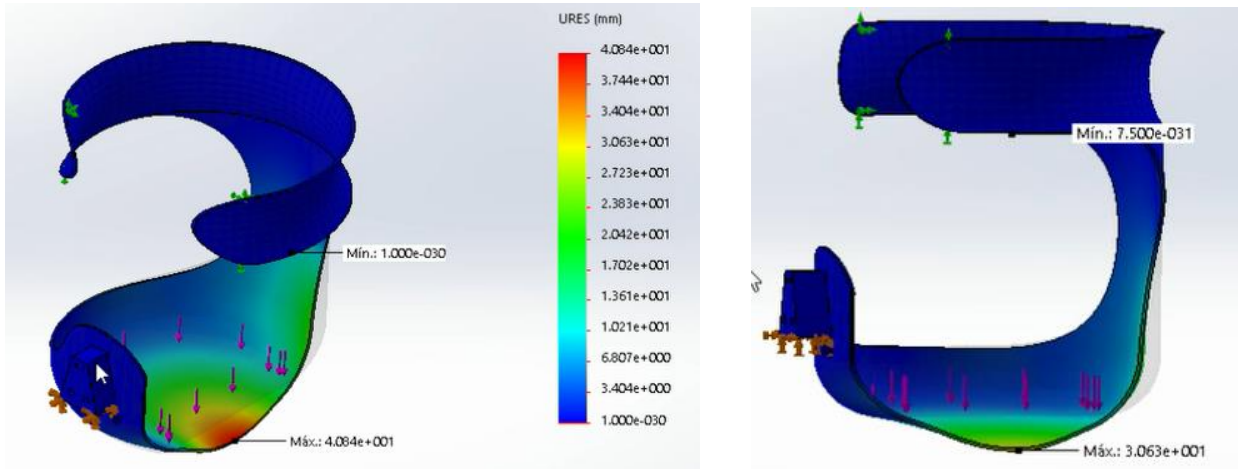 URES (mm)
4.084e+001
3.744e+001
3.404e+001
3.063e+001
2.723e+001
2.383e+001
2.042e+001
1.702e+001
1.361e+001
1.021e+001
6.807e+000
3.404e+000
1.000e-030
Mín.: 1.000e-030
Máx.: 4.084e+001
Mín.: 7.500e-031
Máx.: 3.063e+001